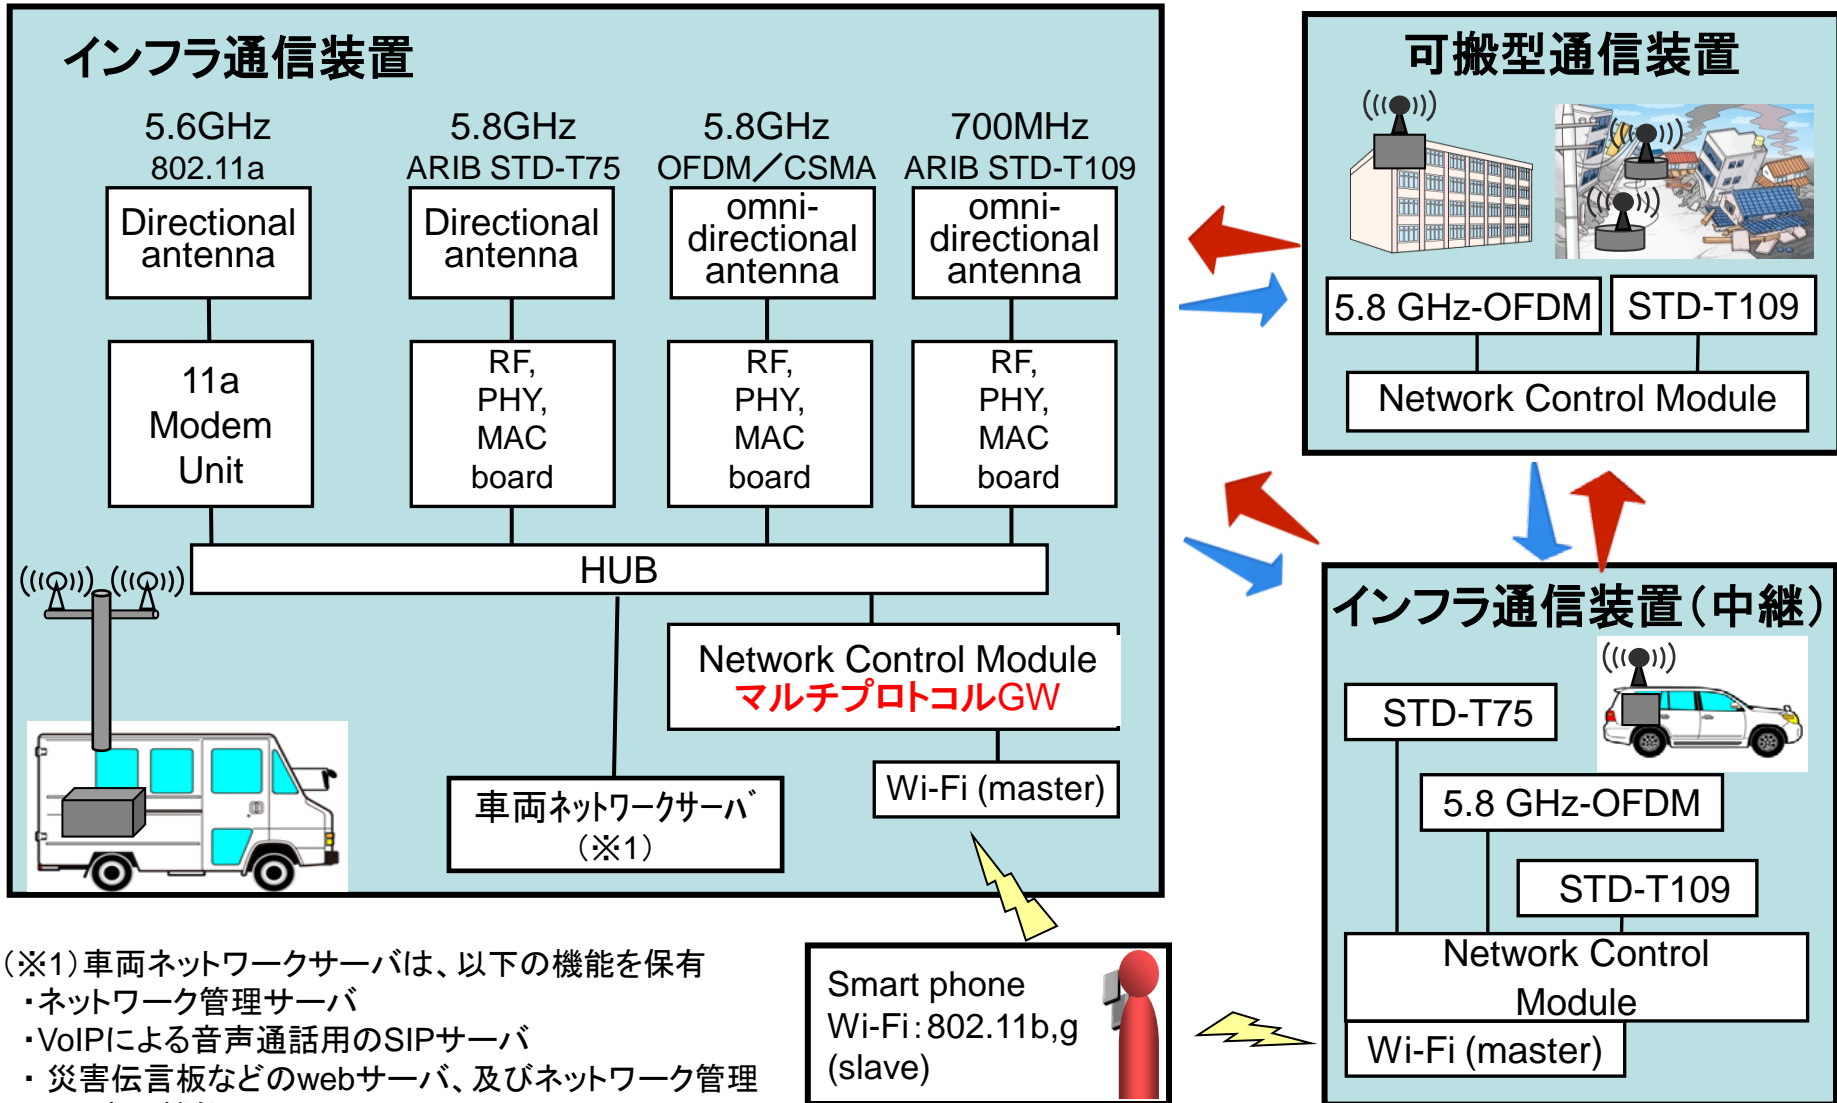 インフラ通信装置
5.6GHz
802.11a
5.8GHz
ARIB STD-T75
5.8GHz
OFDM／CSMA
700MHz
ARIB STD-T109
Directional
antenna
Directional
antenna
omni-
directional
antenna
omni-
directional
antenna
11a
Modem
Unit
RF,
PHY,
MAC
board
RF,
PHY,
MAC
board
RF,
PHY,
MAC
board
HUB
Network Control Module
マルチプロトコルGW
車両ネットワークサーバ
（※1）
Wi-Fi (master)
可搬型通信装置
5.8 GHz-OFDM
STD-T109
Network Control Module
インフラ通信装置（中継）
STD-T75
5.8 GHz-OFDM
STD-T109
Network Control
Module
Wi-Fi (master)
Smart phone
Wi-Fi：802.11b,g
(slave)
（※1）車両ネットワークサーバは、以下の機能を保有
・ネットワーク管理サーバ
・VoIPによる音声通話用のSIPサーバ
・ 災害伝言板などのwebサーバ、及びネットワーク管理